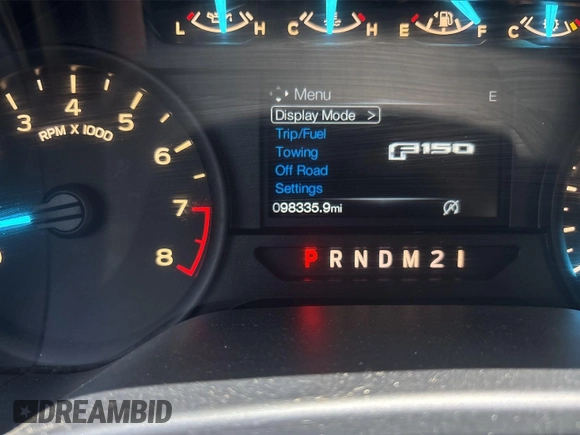 L H C H E F C
Menu E
Display Mode >
Trip/Fuel
Towing
F150
Off Road
Settings
098335.9mi
3 4 5 6 7 8
RPM X 1000
P R N D M 2 1
DREAMBID